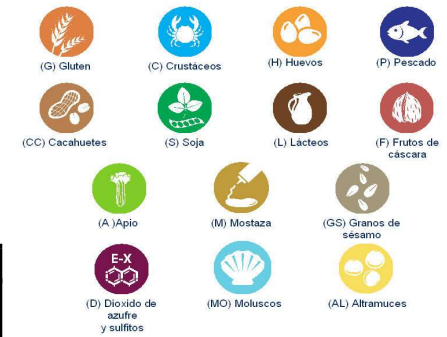 (G) Gluten
(C) Crustáceos
(H) Huevos
(P) Pescado
(CC) Cacahuetes
(S) Soja
(L) Lácteos
(F) Frutos de
cáscara
(A )Apio
(M) Mostaza
(GS) Granos de
sésamo
E-X
(D) Dioxido de
azufre
y sulfitos
(MO) Moluscos
(AL) Altramuces